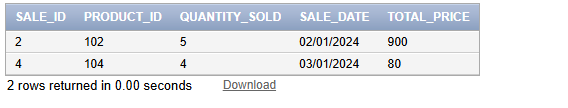 SALE_ID PRODUCT_ID QUANTITY_SOLD SALE_DATE TOTAL_PRICE
2 102 5 02/01/2024 900
4 104 4 03/01/2024 80
2 rows returned in 0.00 seconds Download